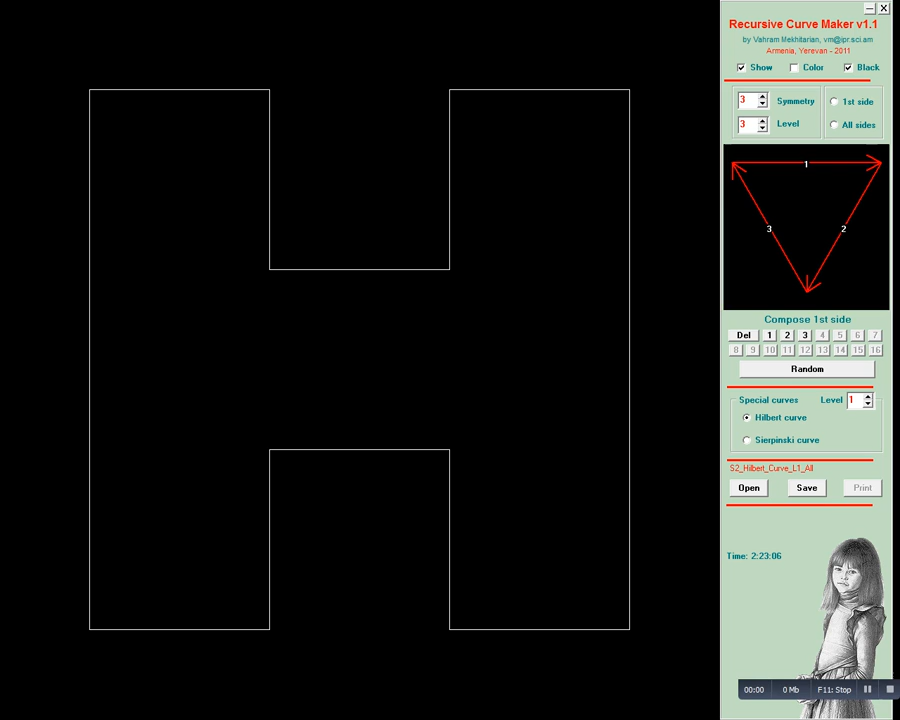 Recursive Curve Maker v1.1
by Vahram Mekhitarian, vm@ipr.sci.am
Armenia, Yerevan - 2011
Show Color Black
3 Symmetry 1st side
3 Level All sides
1
3 2
Compose 1st side
Del 1 2 3 4 5 6 7
8 9 10 11 12 13 14 15 16
Random
Special curves Level 1
Hilbert curve
Sierpinski curve
S2_Hilbert_Curve_L1_All
Open Save Print
Time: 2:23:06
00:00 0 Mb F11: Stop